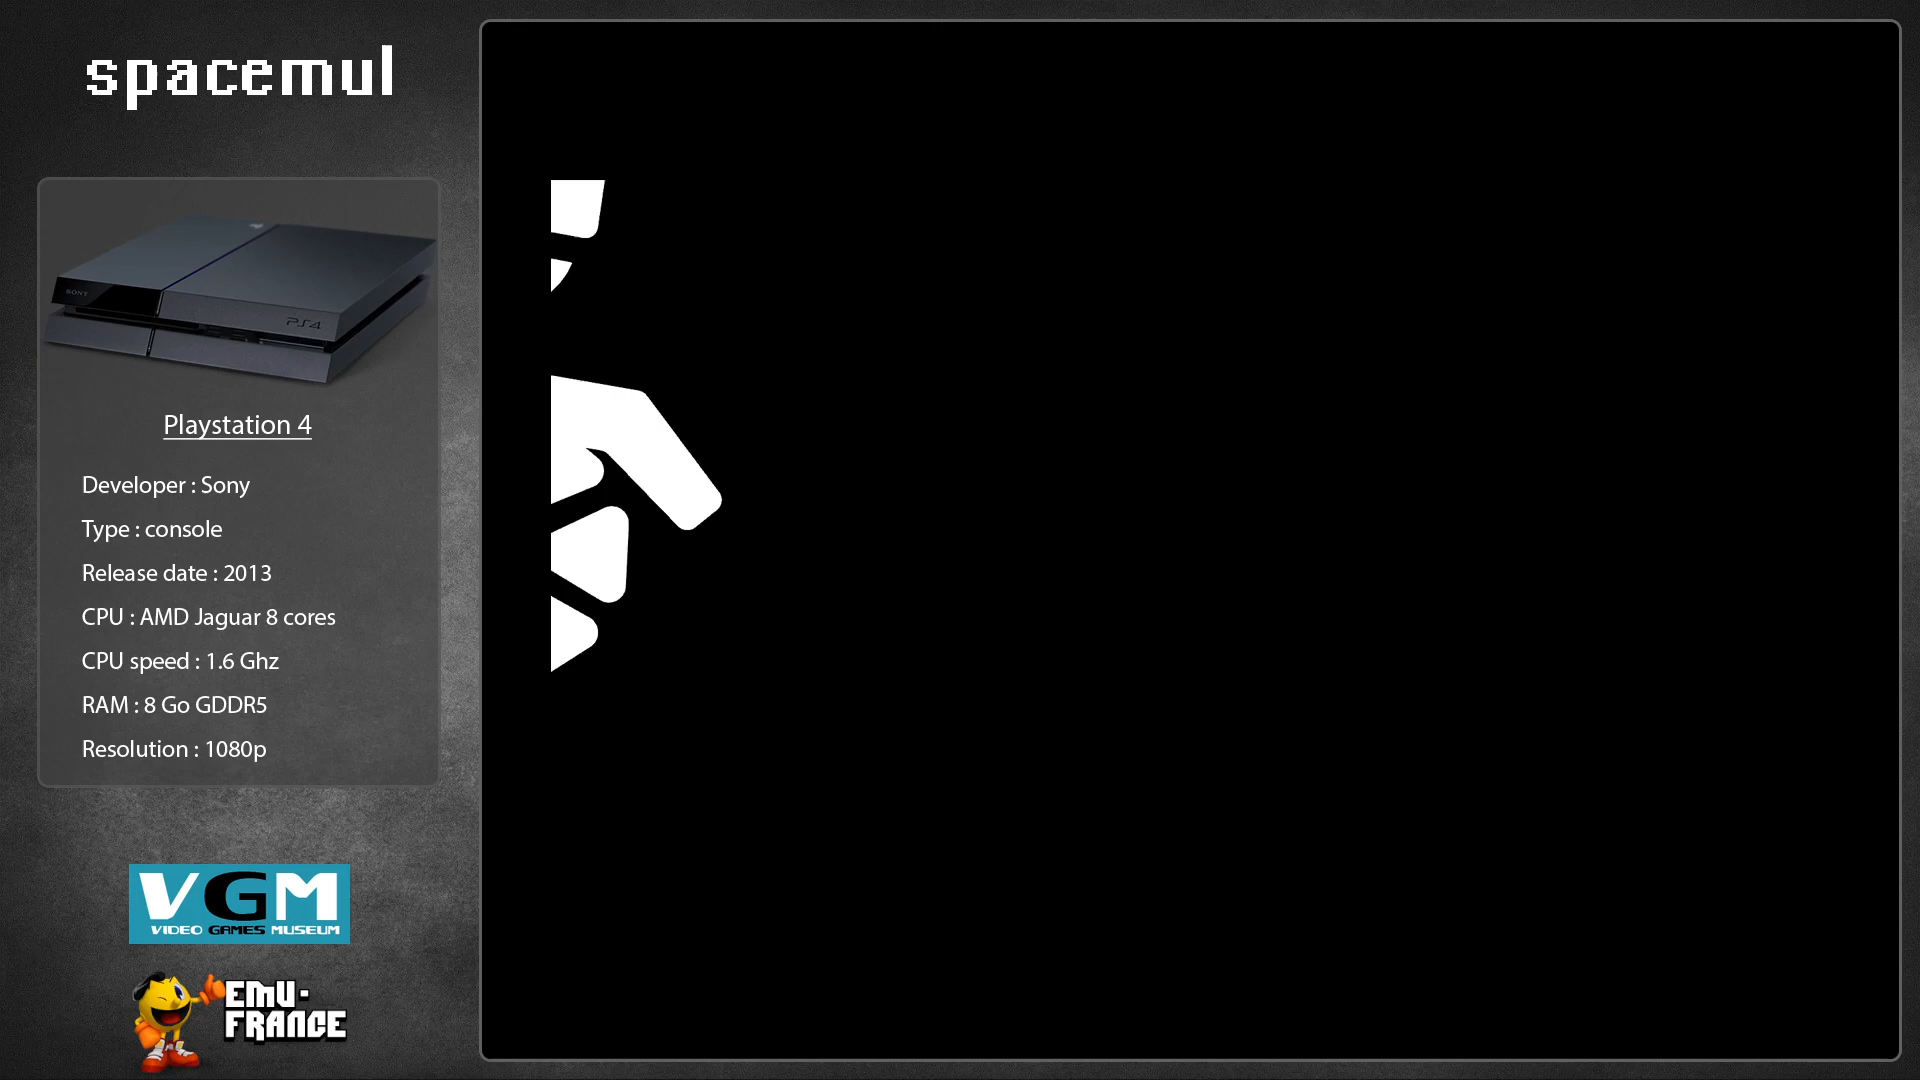 spacemul
SONY
PS4
Playstation 4
Developer : Sony
Type : console
Release date : 2013
CPU : AMD Jaguar 8 cores
CPU speed : 1.6 Ghz
RAM : 8 Go GDDR5
Resolution : 1080p
VGM
VIDEO GAMES MUSEUM
EMU-
FRANCE